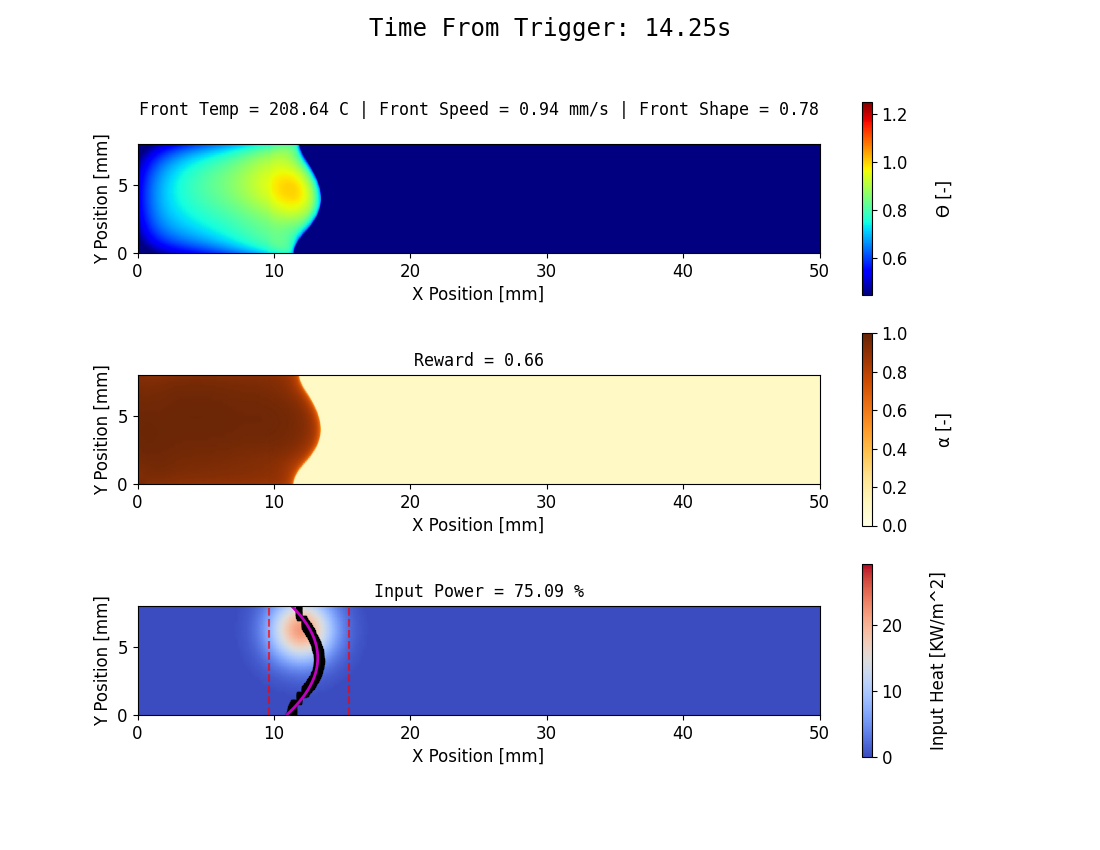 Time From Trigger: 14.25s
Front Temp = 208.64 C | Front Speed = 0.94 mm/s | Front Shape = 0.78
Y Position [mm]
5
0
0 10 20 30 40 50
X Position [mm]
1.2
1.0
0.8
0.6
Θ [-]
Reward = 0.66
Y Position [mm]
5
0
0 10 20 30 40 50
X Position [mm]
1.0
0.8
0.6
0.4
0.2
0.0
α [-]
Input Power = 75.09 %
Y Position [mm]
5
0
0 10 20 30 40 50
X Position [mm]
20
10
0
Input Heat [KW/m^2]